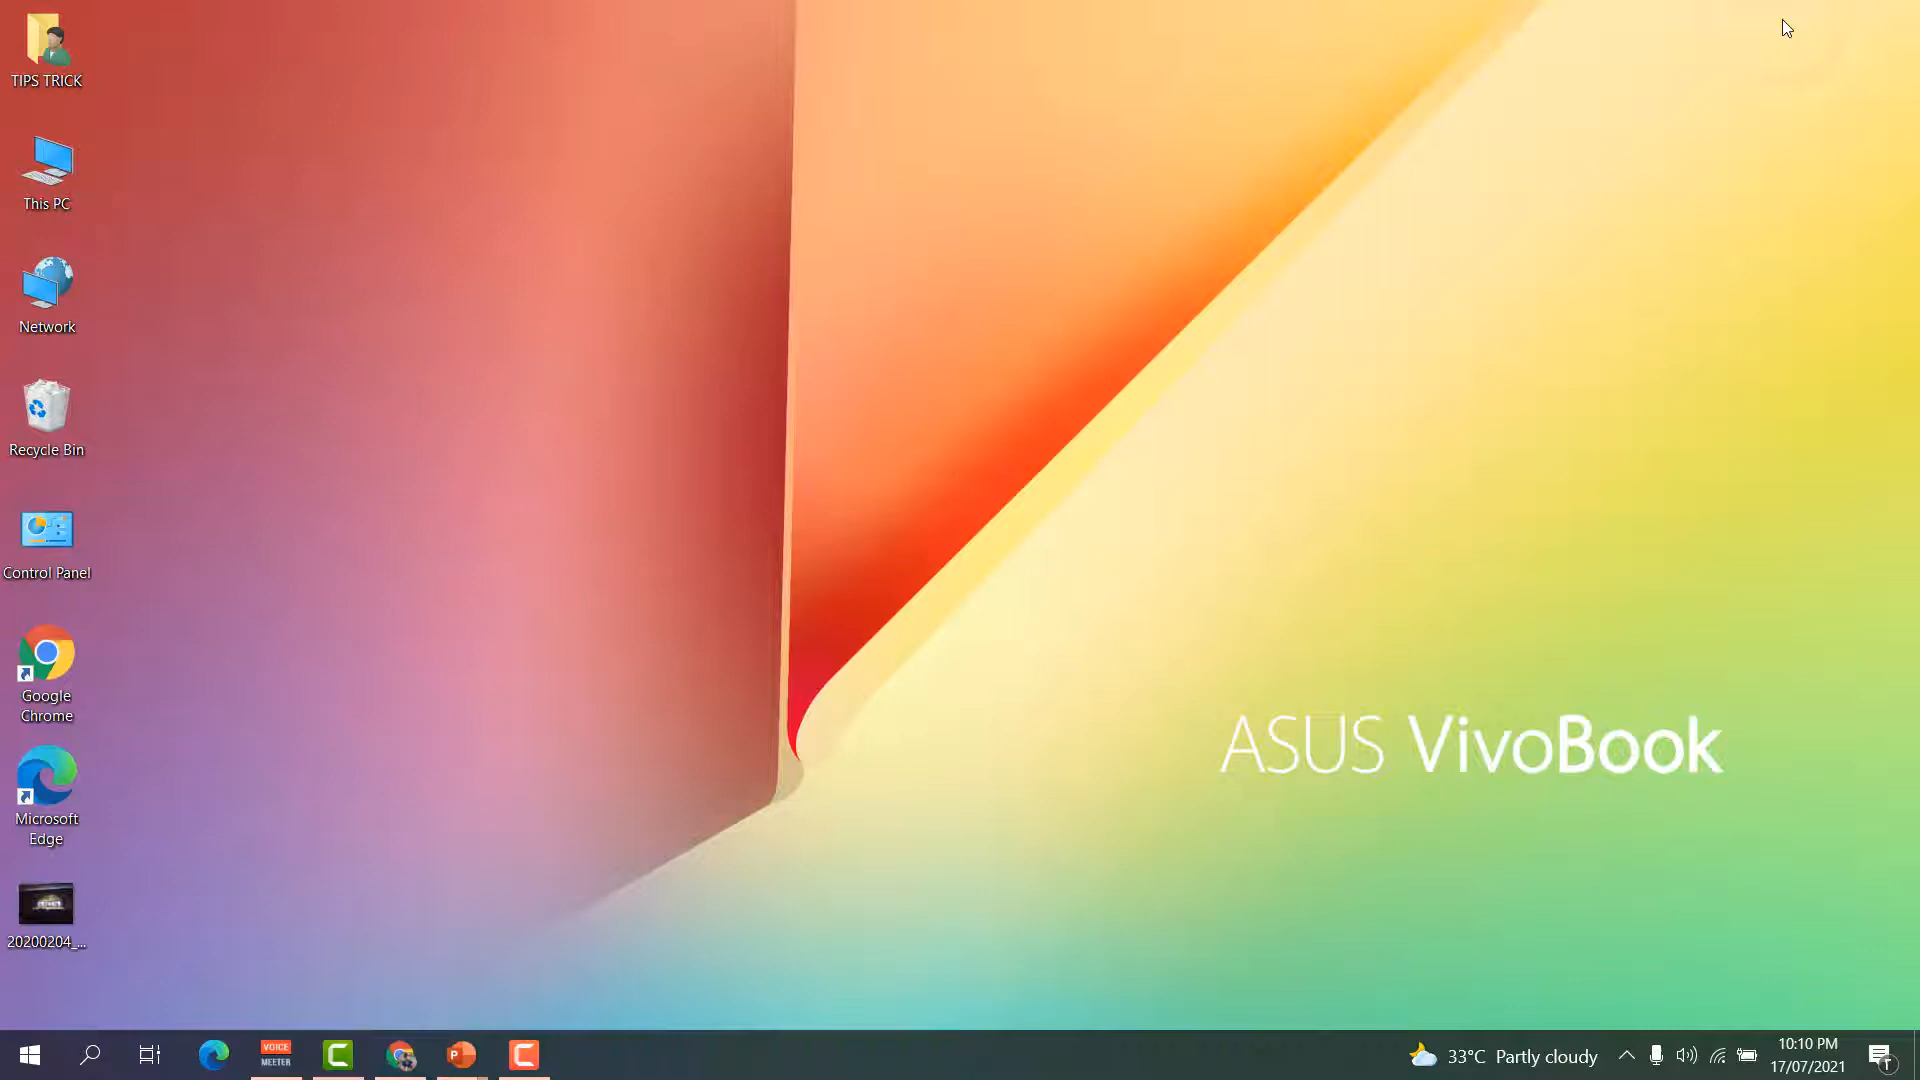 TIPS TRICK
This PC
Network
Recycle Bin
Control Panel
Google
Chrome
Microsoft
Edge
20200204_...
ASUS VivoBook
VOICE
MEETER
33°C Partly cloudy
10:10 PM
17/07/2021